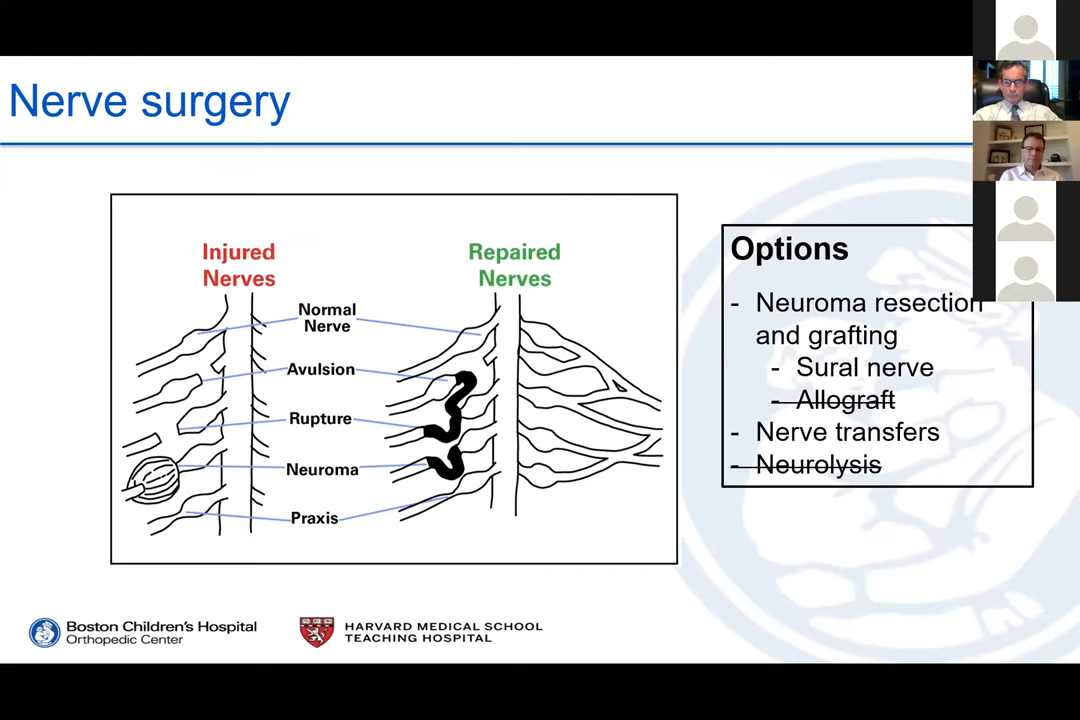 Nerve surgery
Injured
Nerves
Repaired
Nerves
Normal
Nerve
Avulsion
Rupture
Neuroma
Praxis
Options
- Neuroma resection
and grafting
- Sural nerve
- Allograft
- Nerve transfers
- Neurolysis
Boston Children's Hospital
Orthopedic Center
HARVARD MEDICAL SCHOOL
TEACHING HOSPITAL